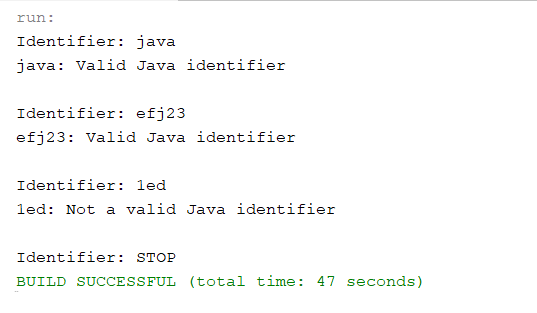 run:
Identifier: java
java: Valid Java identifier
Identifier: efj23
efj23: Valid Java identifier
Identifier: 1ed
1ed: Not a valid Java identifier
Identifier: STOP
BUILD SUCCESSFUL (total time: 47 seconds)